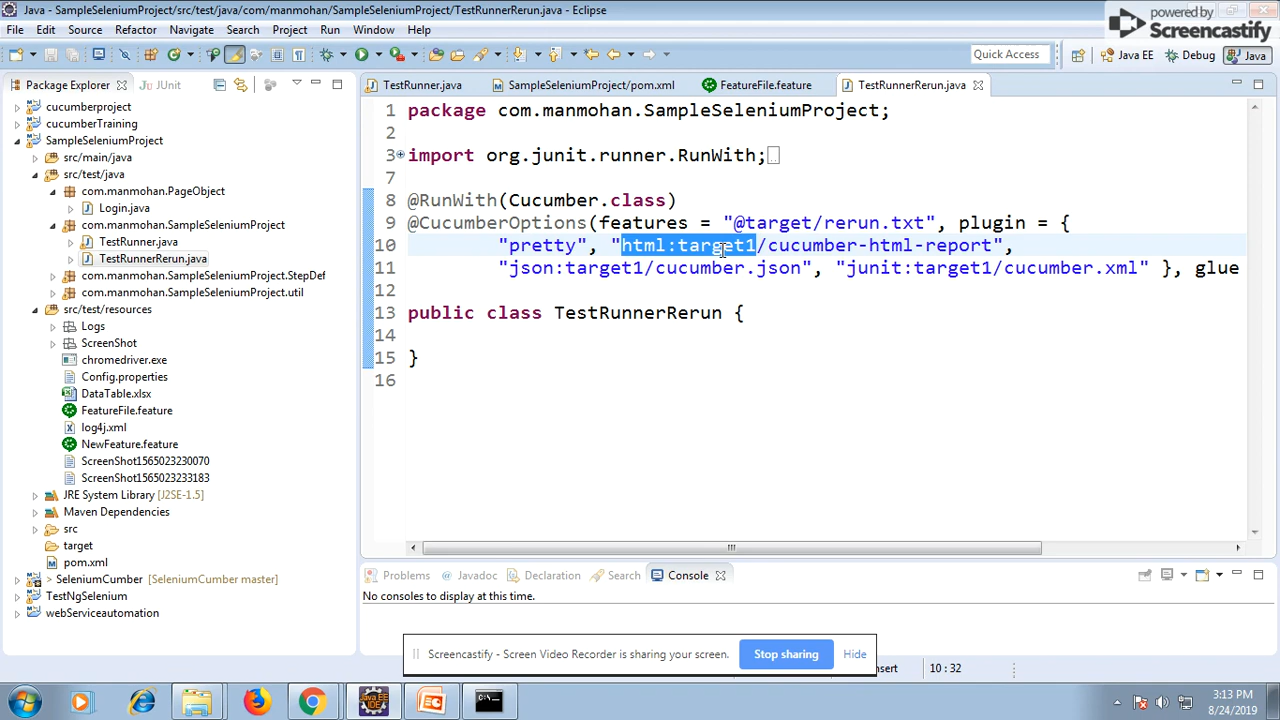 Java - SampleSeleniumProject/src/test/java/com/manmohan/SampleSeleniumProject/TestRunnerRerun.java - Eclipse
powered by
Screencastify
File Edit Source Refactor Navigate Search Project Run Window Help
Quick Access
Java EE
Debug
Java
Package Explorer
JUnit
TestRunner.java
SampleSeleniumProject/pom.xml
FeatureFile.feature
TestRunnerRerun.java
cucumberproject
cucumberTraining
SampleSeleniumProject
src/main/java
src/test/java
com.manmohan.PageObject
Login.java
com.manmohan.SampleSeleniumProject
TestRunner.java
TestRunnerRerun.java
com.manmohan.SampleSeleniumProject.StepDef
com.manmohan.SampleSeleniumProject.util
src/test/resources
Logs
ScreenShot
chromedriver.exe
Config.properties
DataTable.xlsx
FeatureFile.feature
log4j.xml
NewFeature.feature
ScreenShot1565023230070
ScreenShot1565023233183
JRE System Library [J2SE-1.5]
Maven Dependencies
src
target
pom.xml
> SeleniumCumber [SeleniumCumber master]
TestNgSelenium
webServiceautomation
1 package com.manmohan.SampleSeleniumProject;
2
3 import org.junit.runner.RunWith;
7
8 @RunWith(Cucumber.class)
9 @CucumberOptions(features = "@target/rerun.txt", plugin = {
10 "pretty", "html:target1/cucumber-html-report",
11 "json:target1/cucumber.json", "junit:target1/cucumber.xml" }, glue
12
13 public class TestRunnerRerun {
14
15 }
16
Problems
Javadoc
Declaration
Search
Console
No consoles to display at this time.
Screencastify - Screen Video Recorder is sharing your screen.
Stop sharing
Hide
10 : 32
Java EE
IDE
3:13 PM
8/24/2019